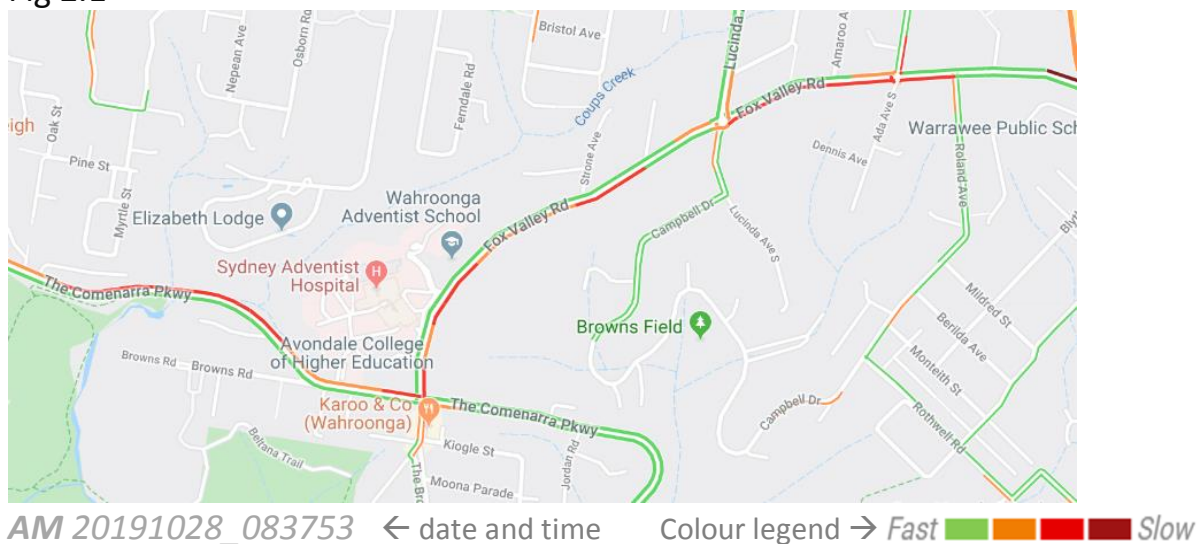 Bristol Ave
Nepean Ave
Osborn Rd
Ferndale Rd
Coups Creek
Lucinda
Amaroo A
Fox Valley Rd
Oak St
Pine St
Myrtle St
Strone Ave
Dennis Ave
Ada Ave S
Warrawee Public Sch
Roland Ave
Wahroonga
Adventist School
Elizabeth Lodge
Fox Valley Rd
Campbell Dr
Lucinda Ave S
Sydney Adventist
Hospital
H
The Comenarra Pkwy
Browns Field
Mildred St
Berilda Ave
Monteith St
Avondale College
of Higher Education
Browns Rd
Browns Rd
Karoo & Co
(Wahroonga)
The Comenarra Pkwy
Campbell Dr
Rothwell Rd
Beltana Trail
Kiogle St
Jordan Rd
Moona Parade
AM 20191028_083753 ← date and time Colour legend → Fast Slow